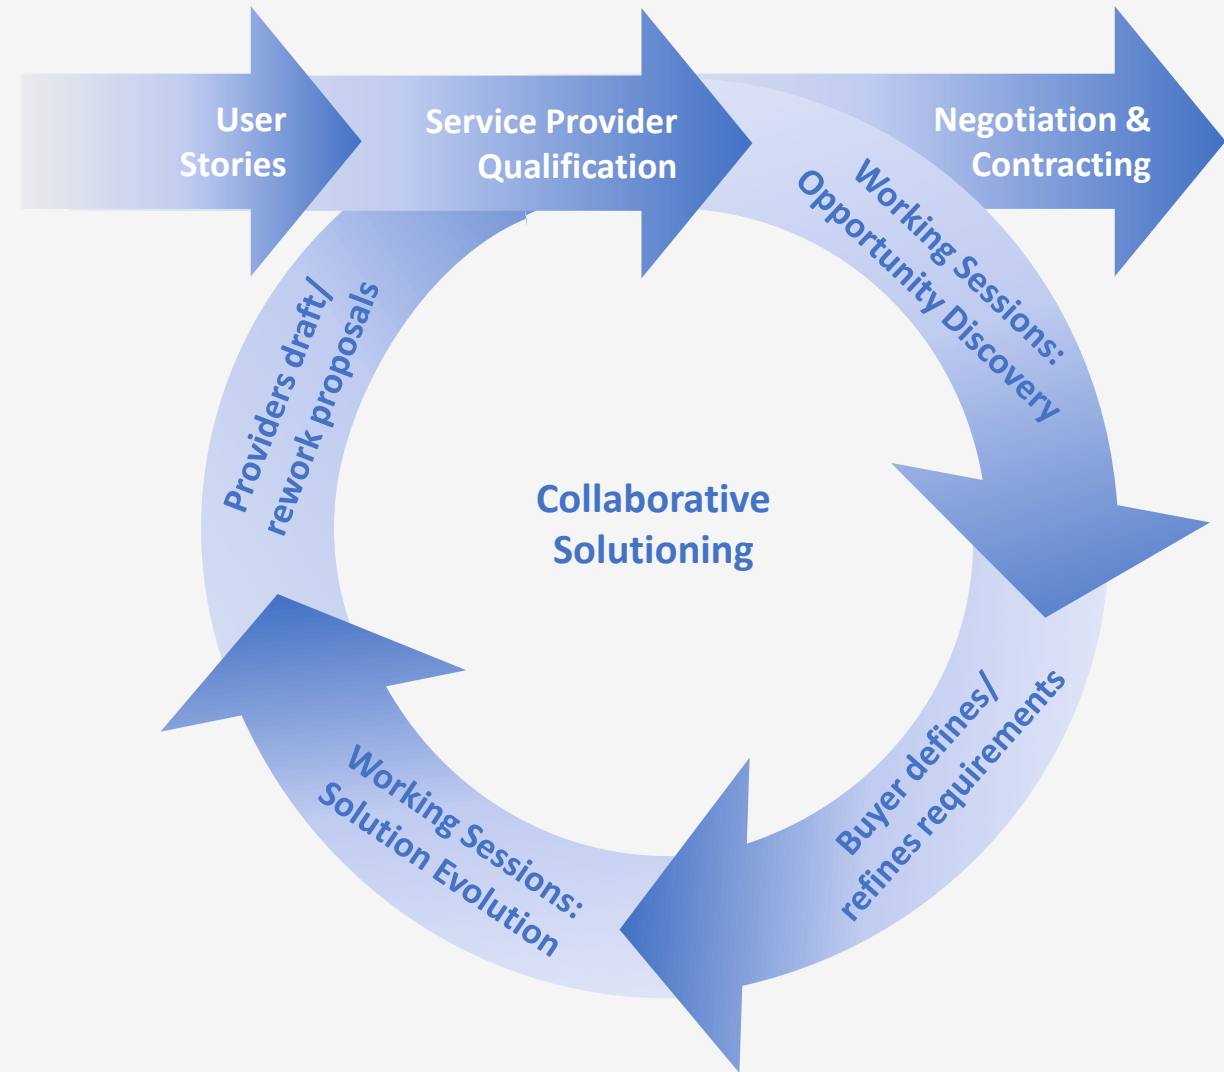 User
Stories
Service Provider
Qualification
Negotiation &
Contracting
Working Sessions:
Opportunity Discovery
Buyer defines/
refines requirements
Working Sessions:
Solution Evolution
Providers draft/
rework proposals
Collaborative
Solutioning